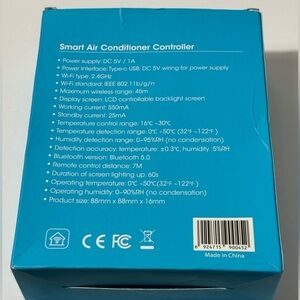 Smart Air Conditioner Controller
• Power supply: DC 5V / 1A
• Power Interface: Type-c USB, DC 5V wiring for power supply
• Wi-Fi type: 2.4GHz
• Wi-Fi standard: IEEE 802.11b/g/n
• Maximum wireless range: 45m
• Display screen: LCD controllable backlight screen
• Working current: 550mA
• Standby current: 25mA
• Temperature control range: 16℃ ~30℃
• Temperature detection range: 0℃ ~50℃ (32℉ ~122℉)
• Humidity detection range: 0~95%RH (no condensation)
• Detection accuracy: temperature: ±0.3℃; humidity 5%RH
• Bluetooth version: Bluetooth 5.0
• Remote control distance: 7M
• Duration of screen lighting up: 60s
• Operating temperature: 0℃ ~50℃ (32℉ ~122℉)
• Operating humidity: 0~90%RH (no condensation)
• Product size: 88mm x 88mm x 16mm
CE FC
6 924715 900452
Made in China